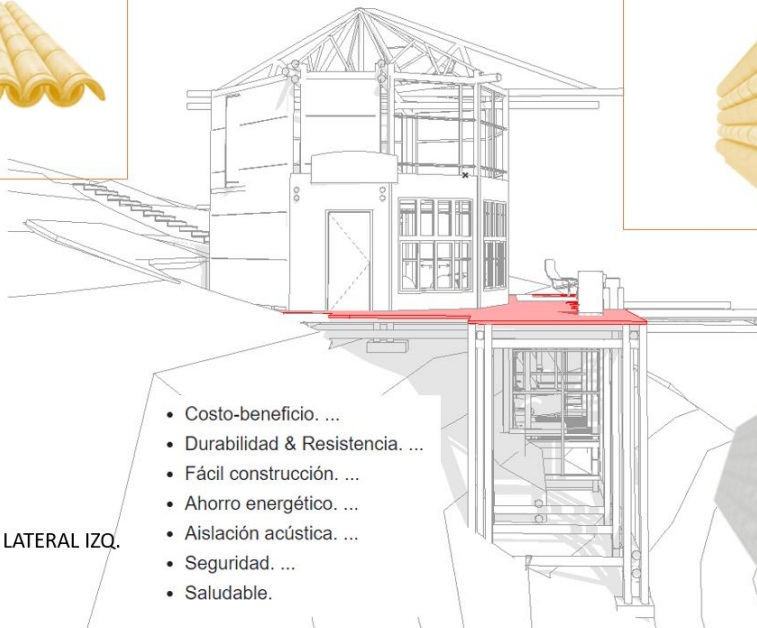 • Costo-beneficio. ...
• Durabilidad & Resistencia. ...
• Fácil construcción. ...
• Ahorro energético. ...
• Aislación acústica. ...
LATERAL IZQ.
• Seguridad. ...
• Saludable.